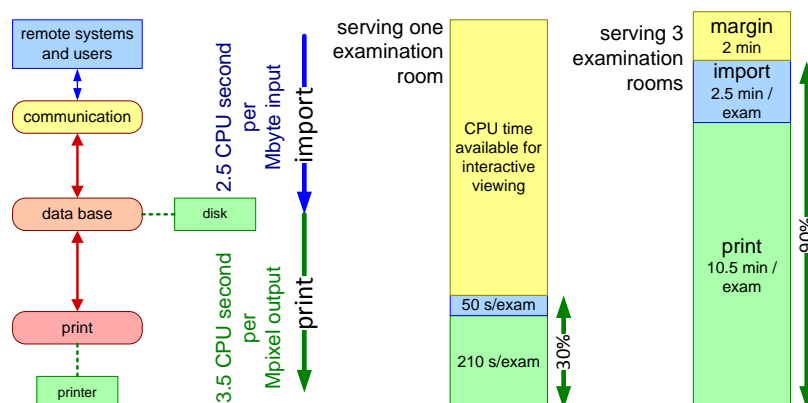 remote systems
and users
communication
data base
disk
print
printer
2.5 CPU second
per
Mbyte input
import
3.5 CPU second
per
Mpixel output
print
serving one
examination
room
CPU time
available for
interactive
viewing
50 s/exam
210 s/exam
30%
serving 3
examination
rooms
margin
2 min
import
2.5 min /
exam
print
10.5 min /
exam
90%